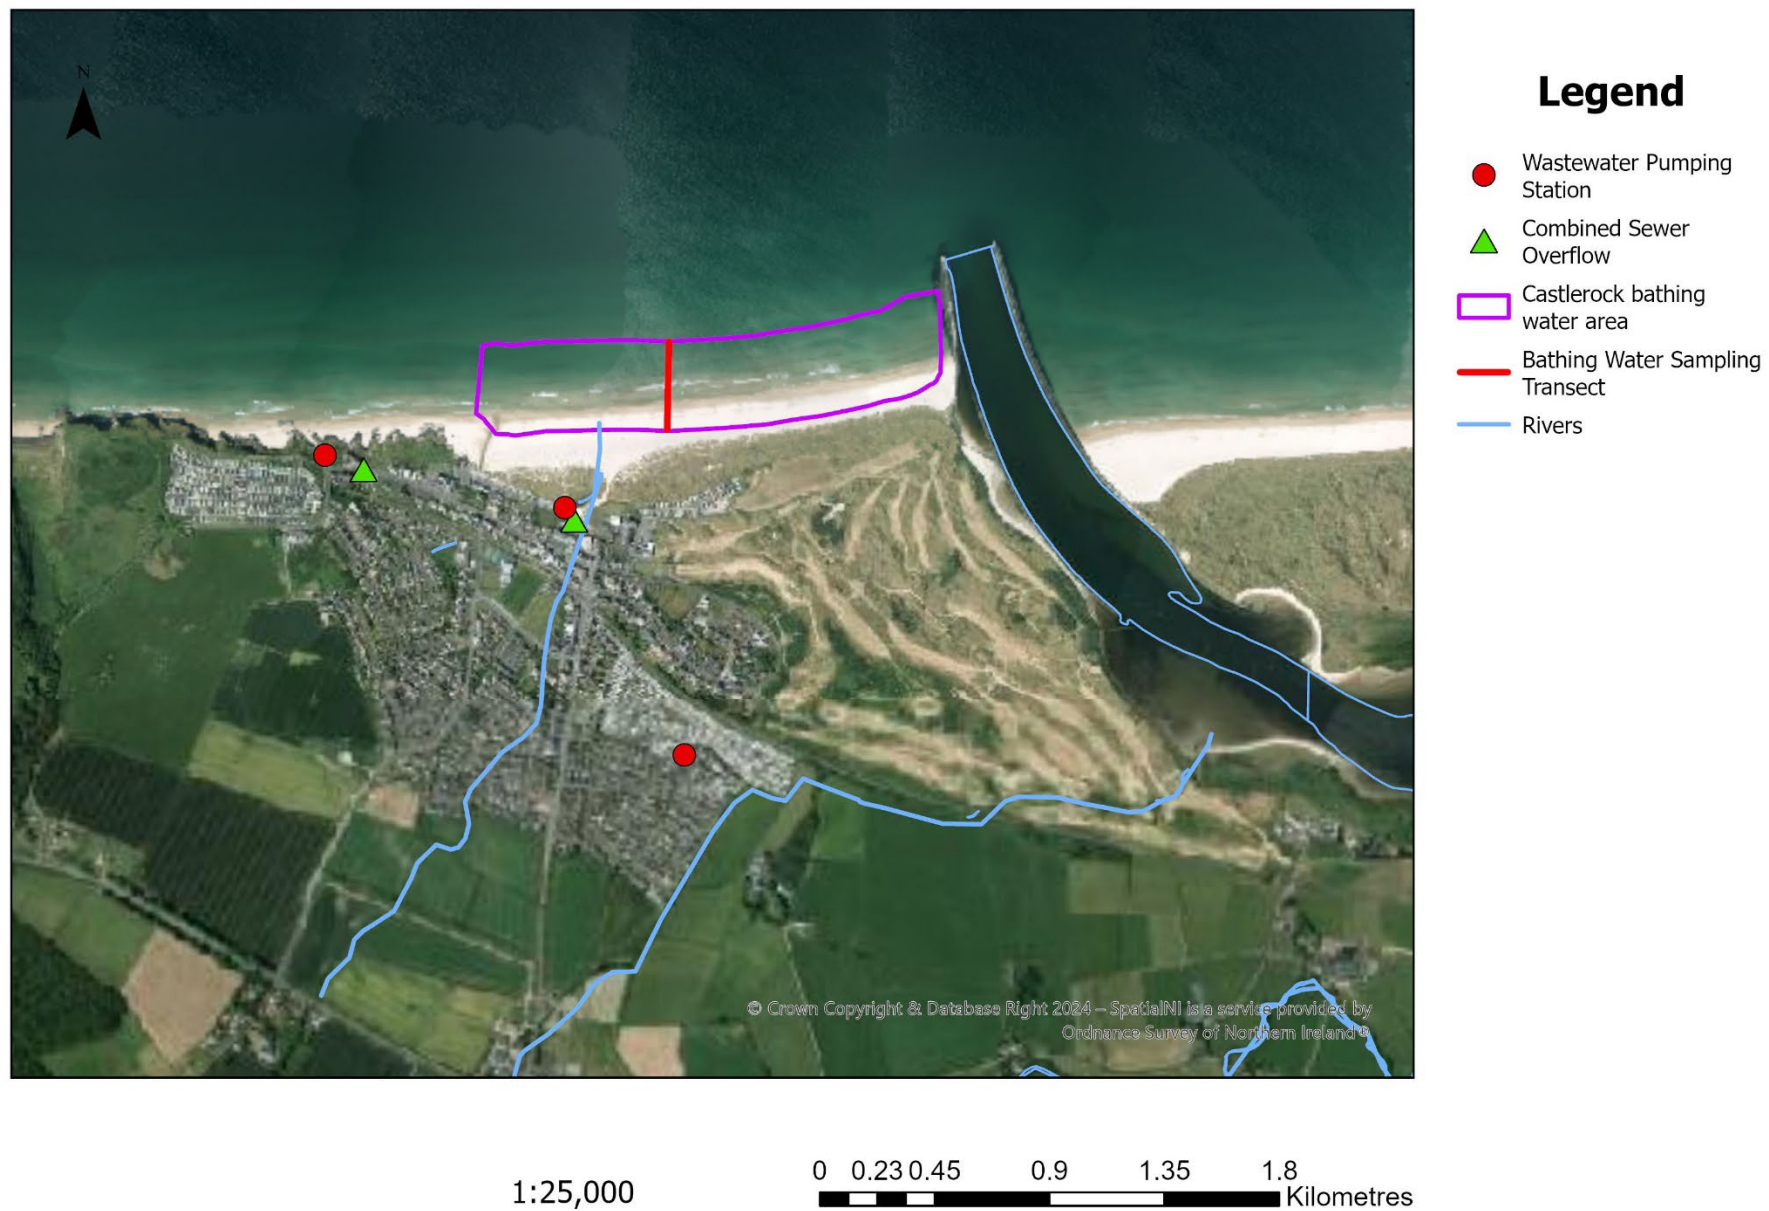 N
Legend
Wastewater Pumping
Station
Combined Sewer
Overflow
Castlerock bathing
water area
Bathing Water Sampling
Transect
Rivers
© Crown Copyright & Database Right 2024 – SpatialNI is a service provided by
Ordnance Survey of Northern Ireland ®
1:25,000
0 0.23 0.45 0.9 1.35 1.8
Kilometres